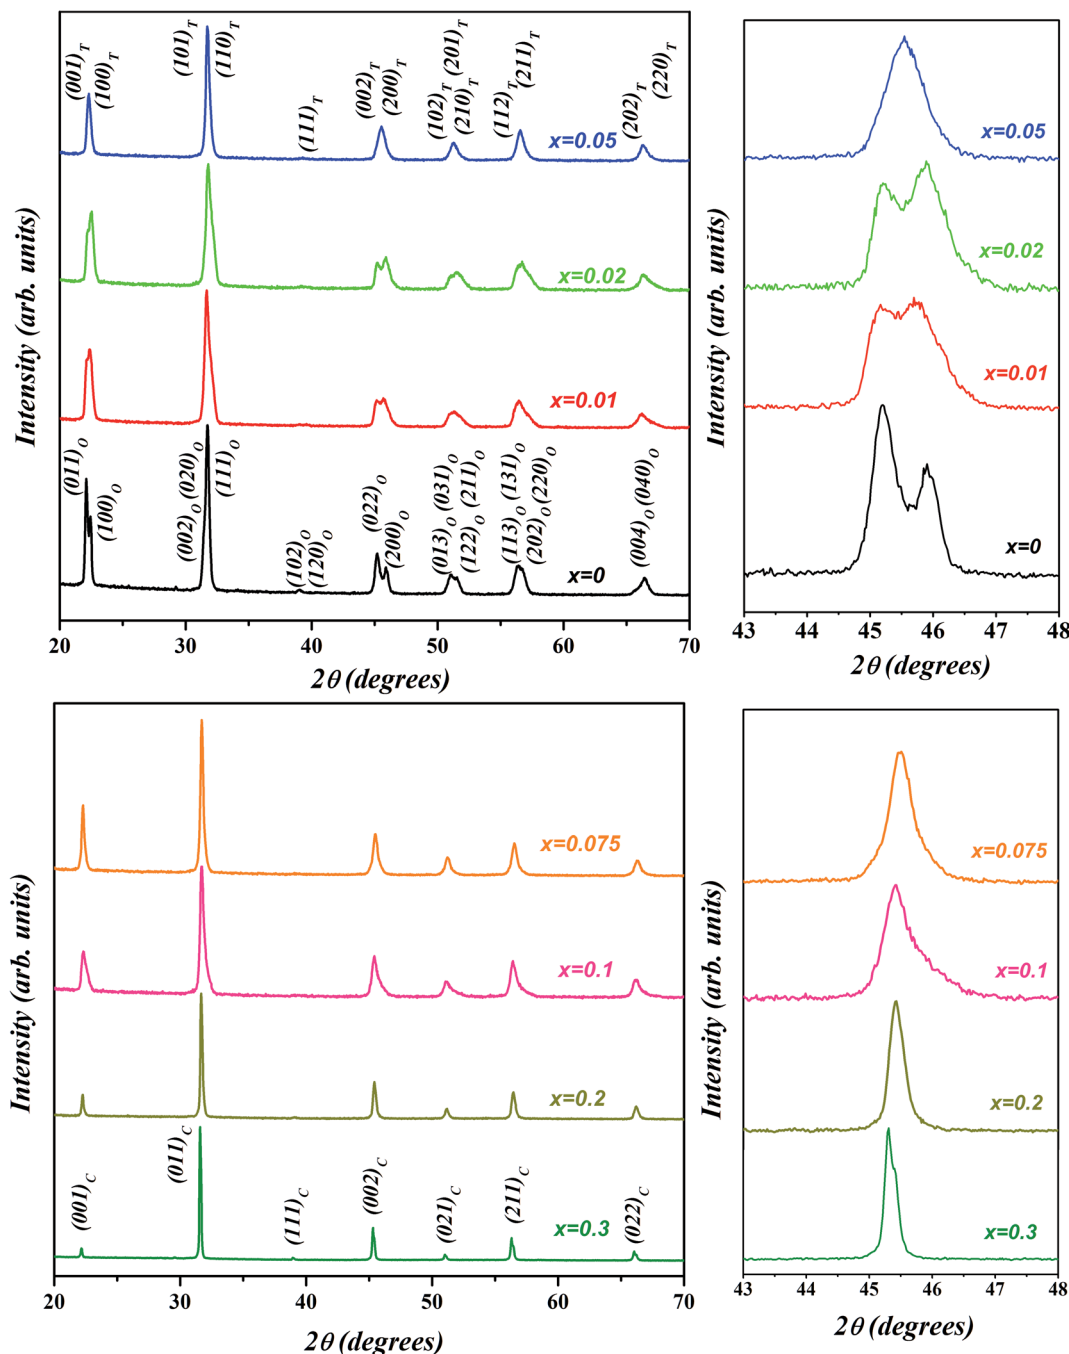 (001)T
(100)T
(101)T
(110)T
(111)T
(002)T
(200)T
(102)T
(201)T
(210)T
(112)T
(211)T
(202)T
(220)T
x=0.05
x=0.02
x=0.01
(011)O
(100)O
(002)O
(020)O
(111)O
(102)O
(120)O
(022)O
(200)O
(013)O
(031)O
(122)O
(211)O
(113)O
(131)O
(202)O
(220)O
(004)O
(040)O
x=0
Intensity (arb. units)
20 30 40 50 60 70
2θ (degrees)
x=0.05
x=0.02
x=0.01
x=0
Intensity (arb. units)
43 44 45 46 47 48
2θ (degrees)
x=0.075
x=0.1
x=0.2
(001)C
(011)C
(111)C
(002)C
(021)C
(211)C
(022)C
x=0.3
Intensity (arb. units)
20 30 40 50 60 70
2θ (degrees)
x=0.075
x=0.1
x=0.2
x=0.3
Intensity (arb. units)
43 44 45 46 47 48
2θ (degrees)